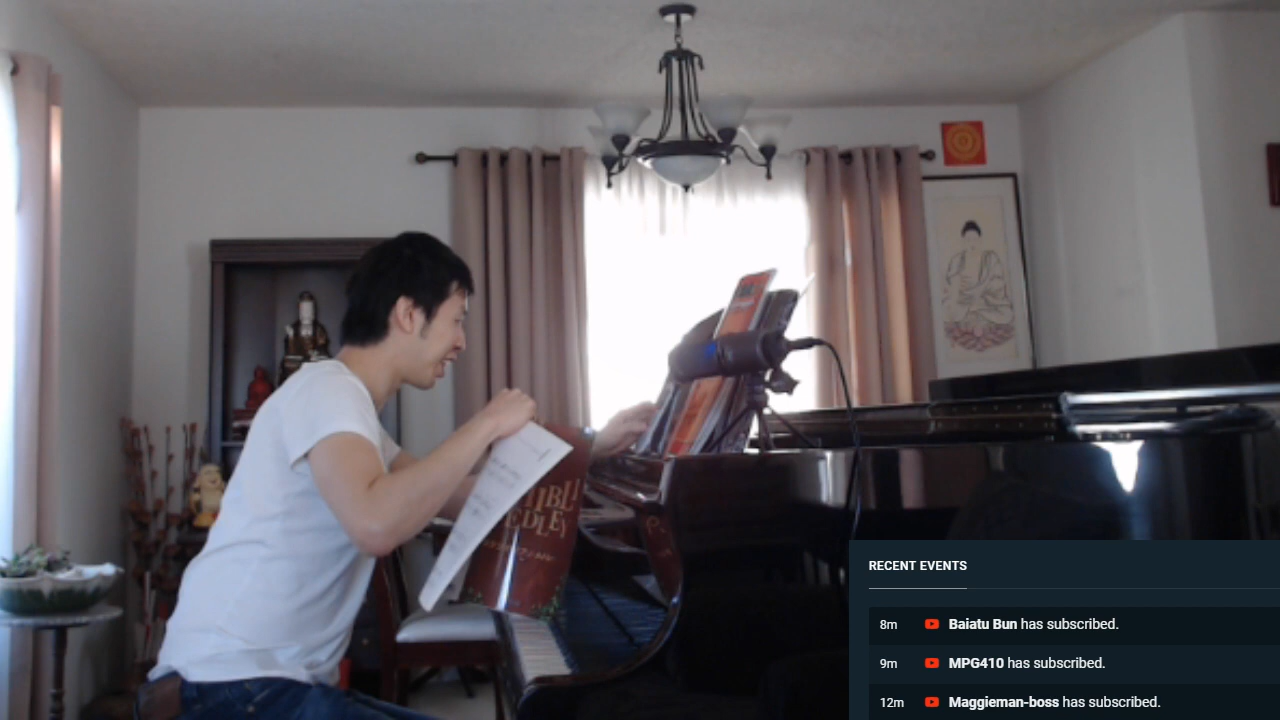 RECENT EVENTS
8m Baiatu Bun has subscribed.
9m MPG410 has subscribed.
12m Maggieman-boss has subscribed.